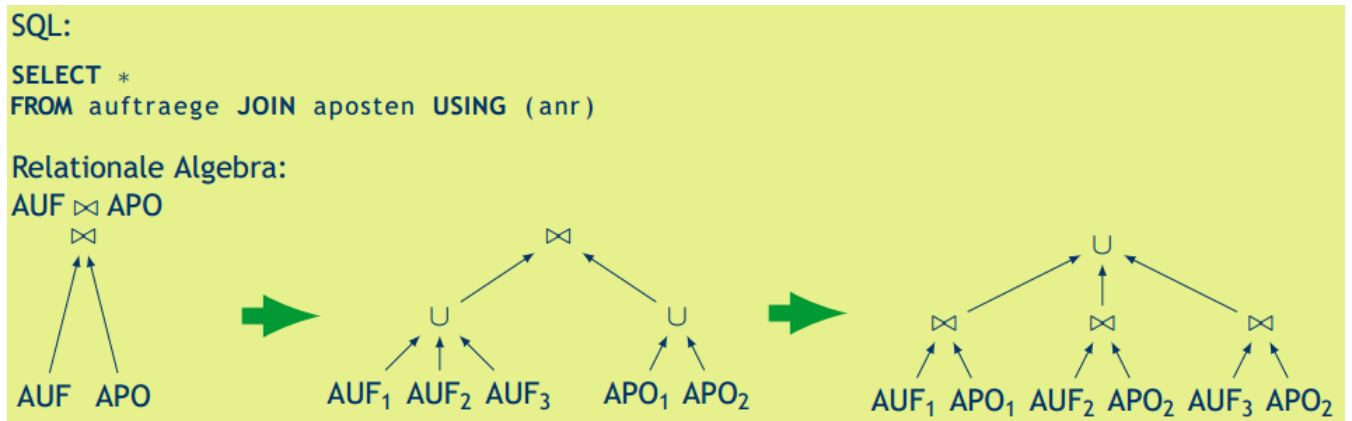 SQL:
SELECT *
FROM auftraege JOIN aposten USING (anr)
Relationale Algebra:
AUF ⋈ APO
⋈ ⋈ ∪
∪ ∪ ⋈ ⋈ ⋈
AUF APO AUF₁ AUF₂ AUF₃ APO₁ APO₂ AUF₁ APO₁ AUF₂ APO₂ AUF₃ APO₂